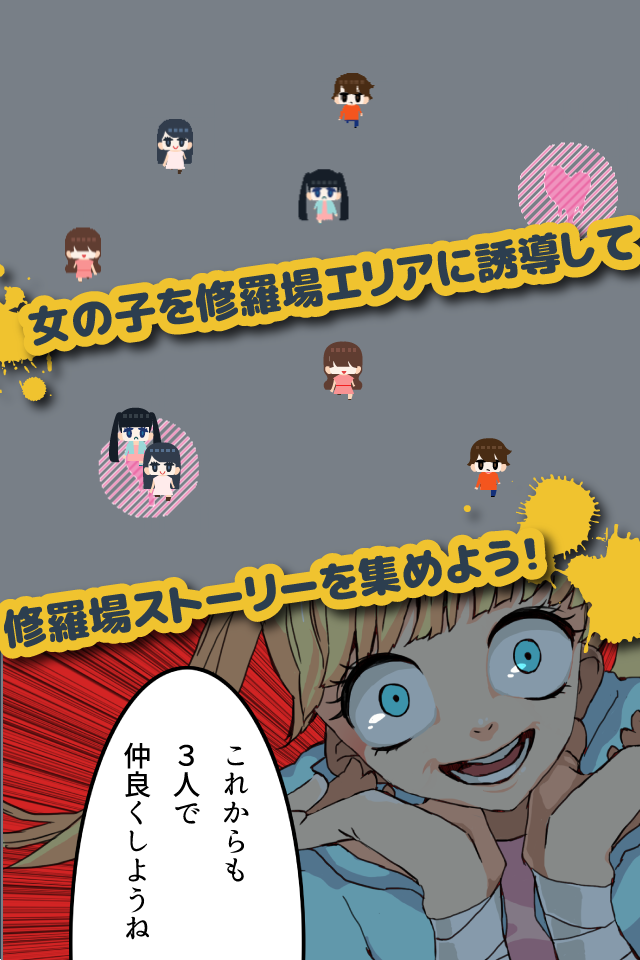 女の子を修羅場エリアに誘導して
修羅場ストーリーを集めよう!
これからも
3人で
仲良くしようね